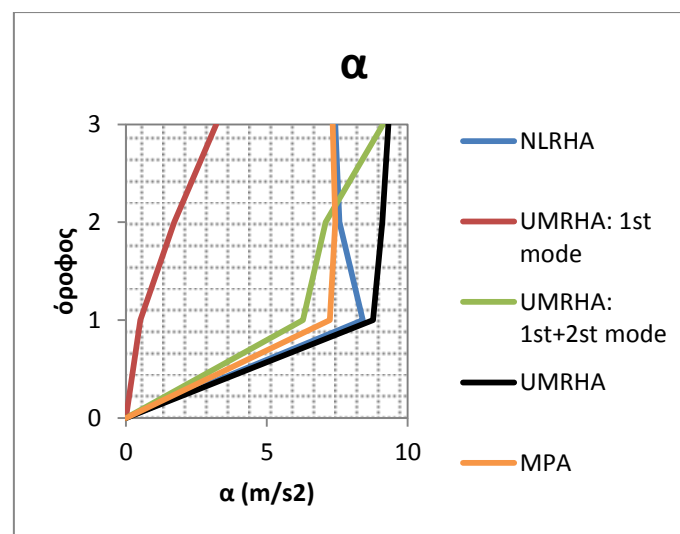 α
3
2
1
0
όροφος
0 5 10
α (m/s2)
NLRHA
UMRHA: 1st
mode
UMRHA:
1st+2st mode
UMRHA
MPA